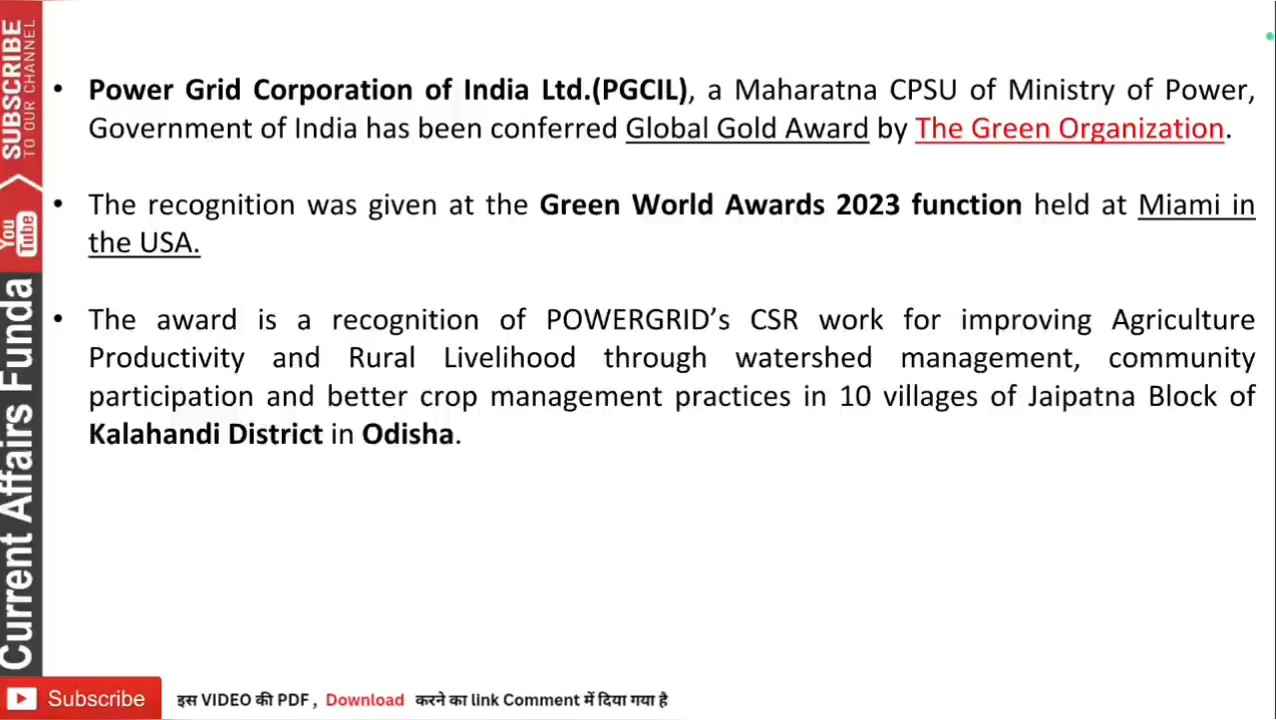 • Power Grid Corporation of India Ltd.(PGCIL), a Maharatna CPSU of Ministry of Power,
Government of India has been conferred Global Gold Award by The Green Organization.
• The recognition was given at the Green World Awards 2023 function held at Miami in
the USA.
• The award is a recognition of POWERGRID’s CSR work for improving Agriculture
Productivity and Rural Livelihood through watershed management, community
participation and better crop management practices in 10 villages of Jaipatna Block of
Kalahandi District in Odisha.
SUBSCRIBE
TO OUR CHANNEL
You
Tube
Current Affairs Funda
Subscribe
इस VIDEO की PDF , Download करने का link Comment में दिया गया है